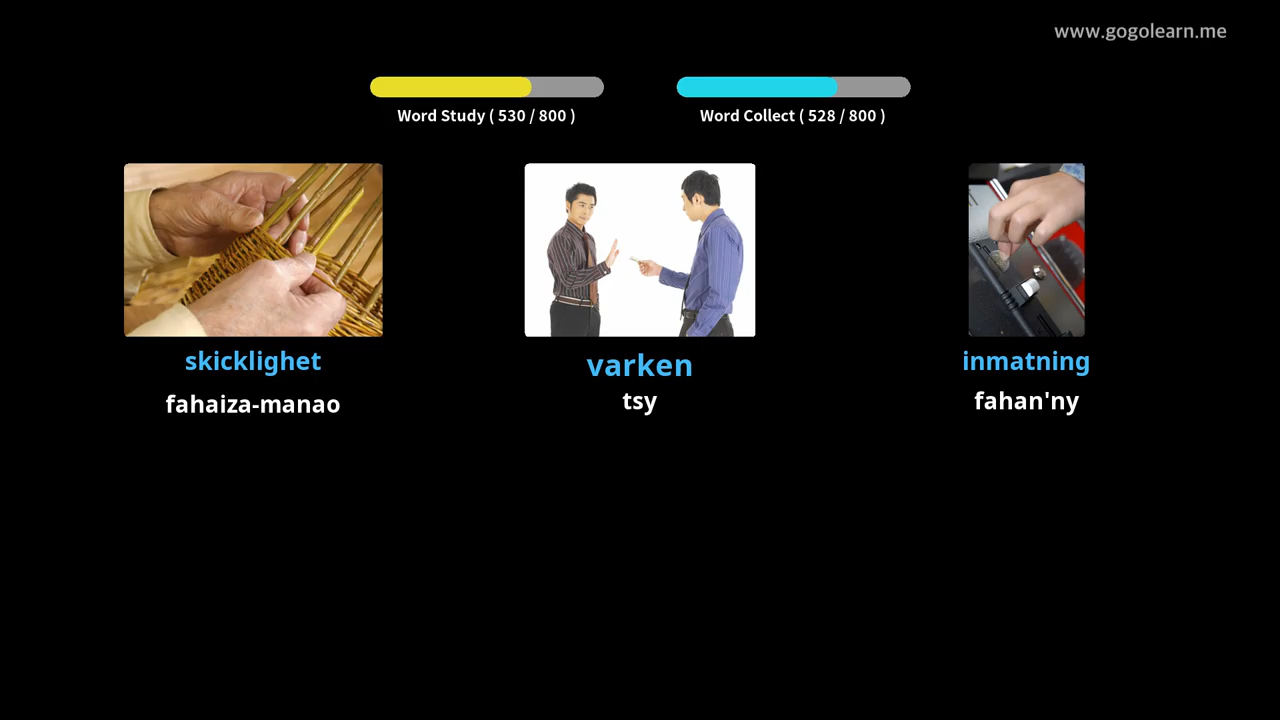 www.gogolearn.me
Word Study ( 530 / 800 )
Word Collect ( 528 / 800 )
skicklighet
varken
inmatning
fahaiza-manao
tsy
fahan'ny